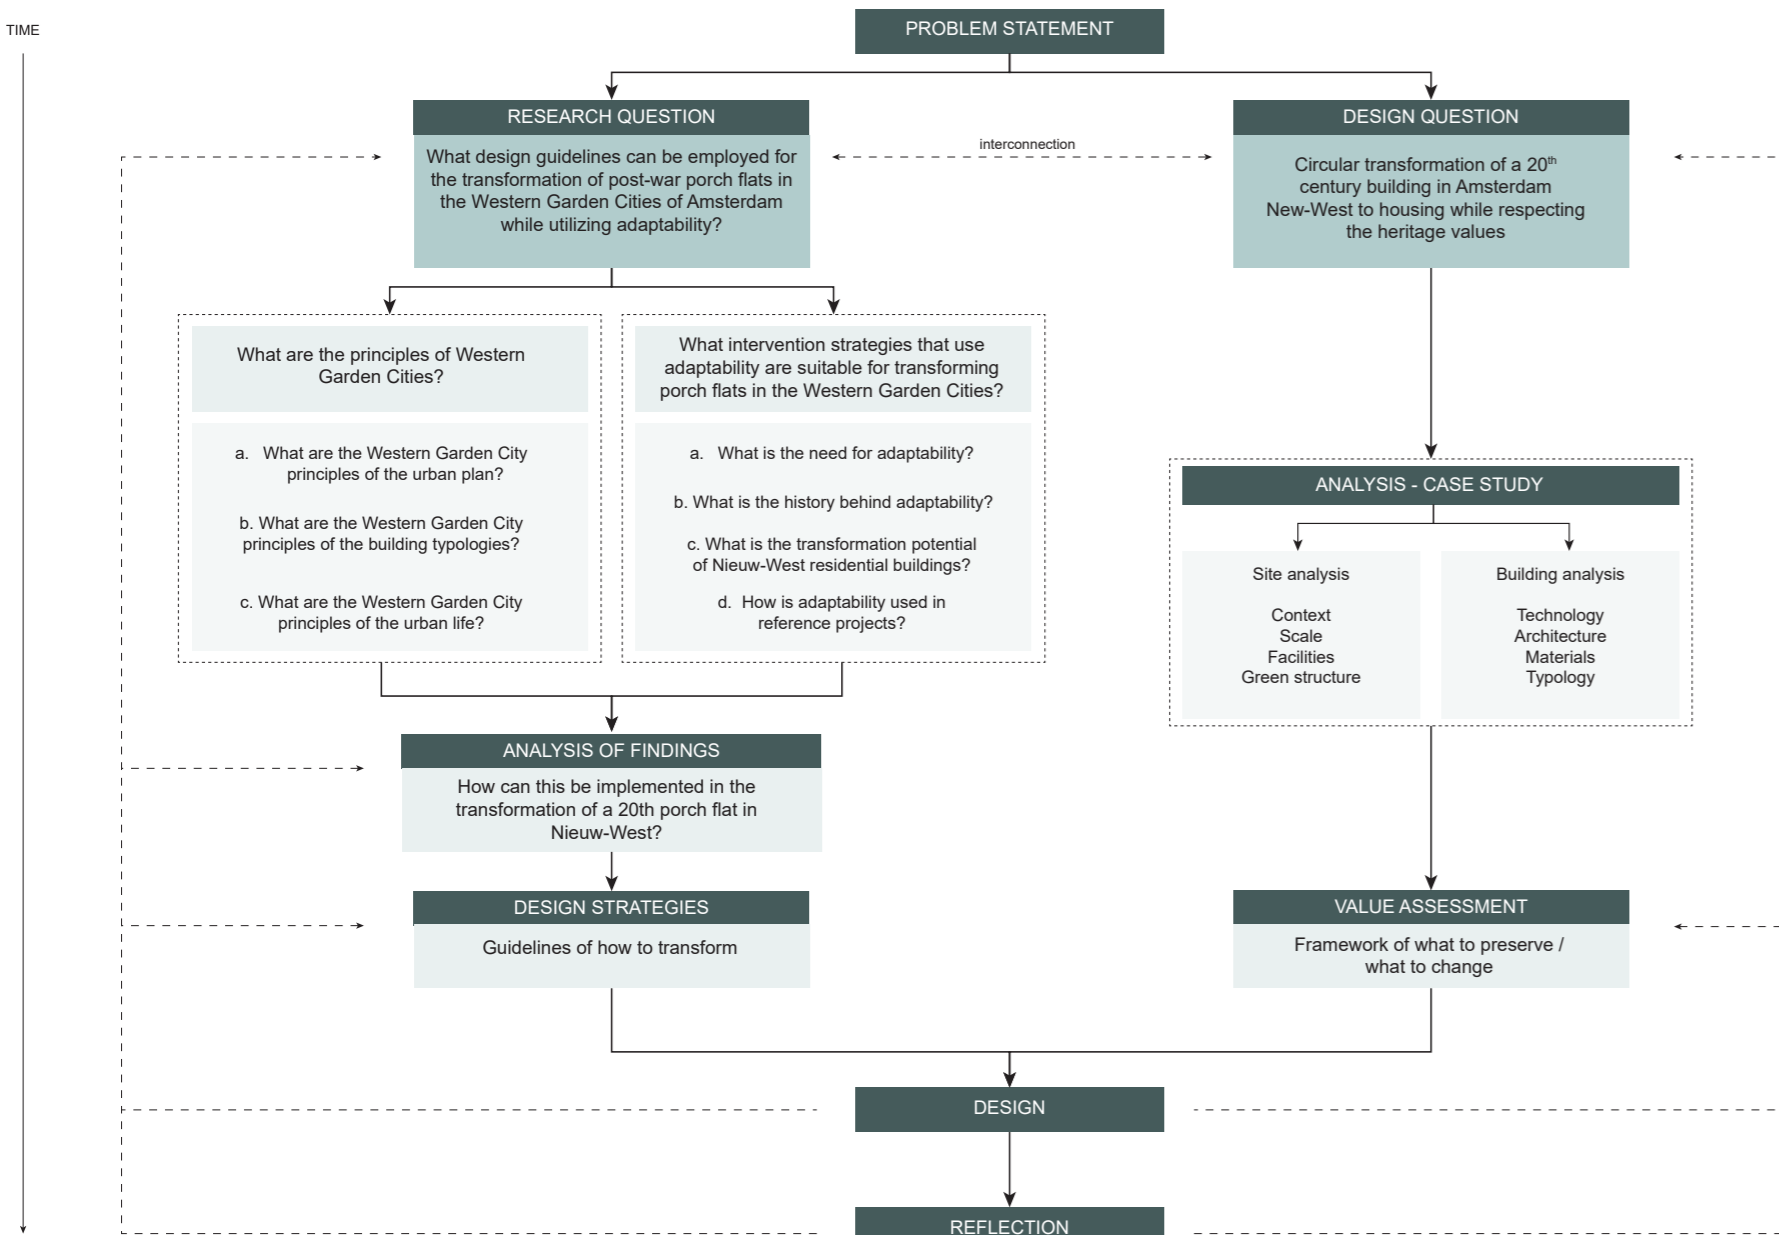 TIME
PROBLEM STATEMENT
RESEARCH QUESTION
What design guidelines can be employed for
the transformation of post-war porch flats in
the Western Garden Cities of Amsterdam
while utilizing adaptability?
interconnection
DESIGN QUESTION
Circular transformation of a 20th
century building in Amsterdam
New-West to housing while respecting
the heritage values
What are the principles of Western
Garden Cities?
a. What are the Western Garden City
principles of the urban plan?
b. What are the Western Garden City
principles of the building typologies?
c. What are the Western Garden City
principles of the urban life?
What intervention strategies that use
adaptability are suitable for transforming
porch flats in the Western Garden Cities?
a. What is the need for adaptability?
b. What is the history behind adaptability?
c. What is the transformation potential
of Nieuw-West residential buildings?
d. How is adaptability used in
reference projects?
ANALYSIS - CASE STUDY
Site analysis
Context
Scale
Facilities
Green structure
Building analysis
Technology
Architecture
Materials
Typology
ANALYSIS OF FINDINGS
How can this be implemented in the
transformation of a 20th porch flat in
Nieuw-West?
DESIGN STRATEGIES
Guidelines of how to transform
VALUE ASSESSMENT
Framework of what to preserve /
what to change
DESIGN
REFLECTION